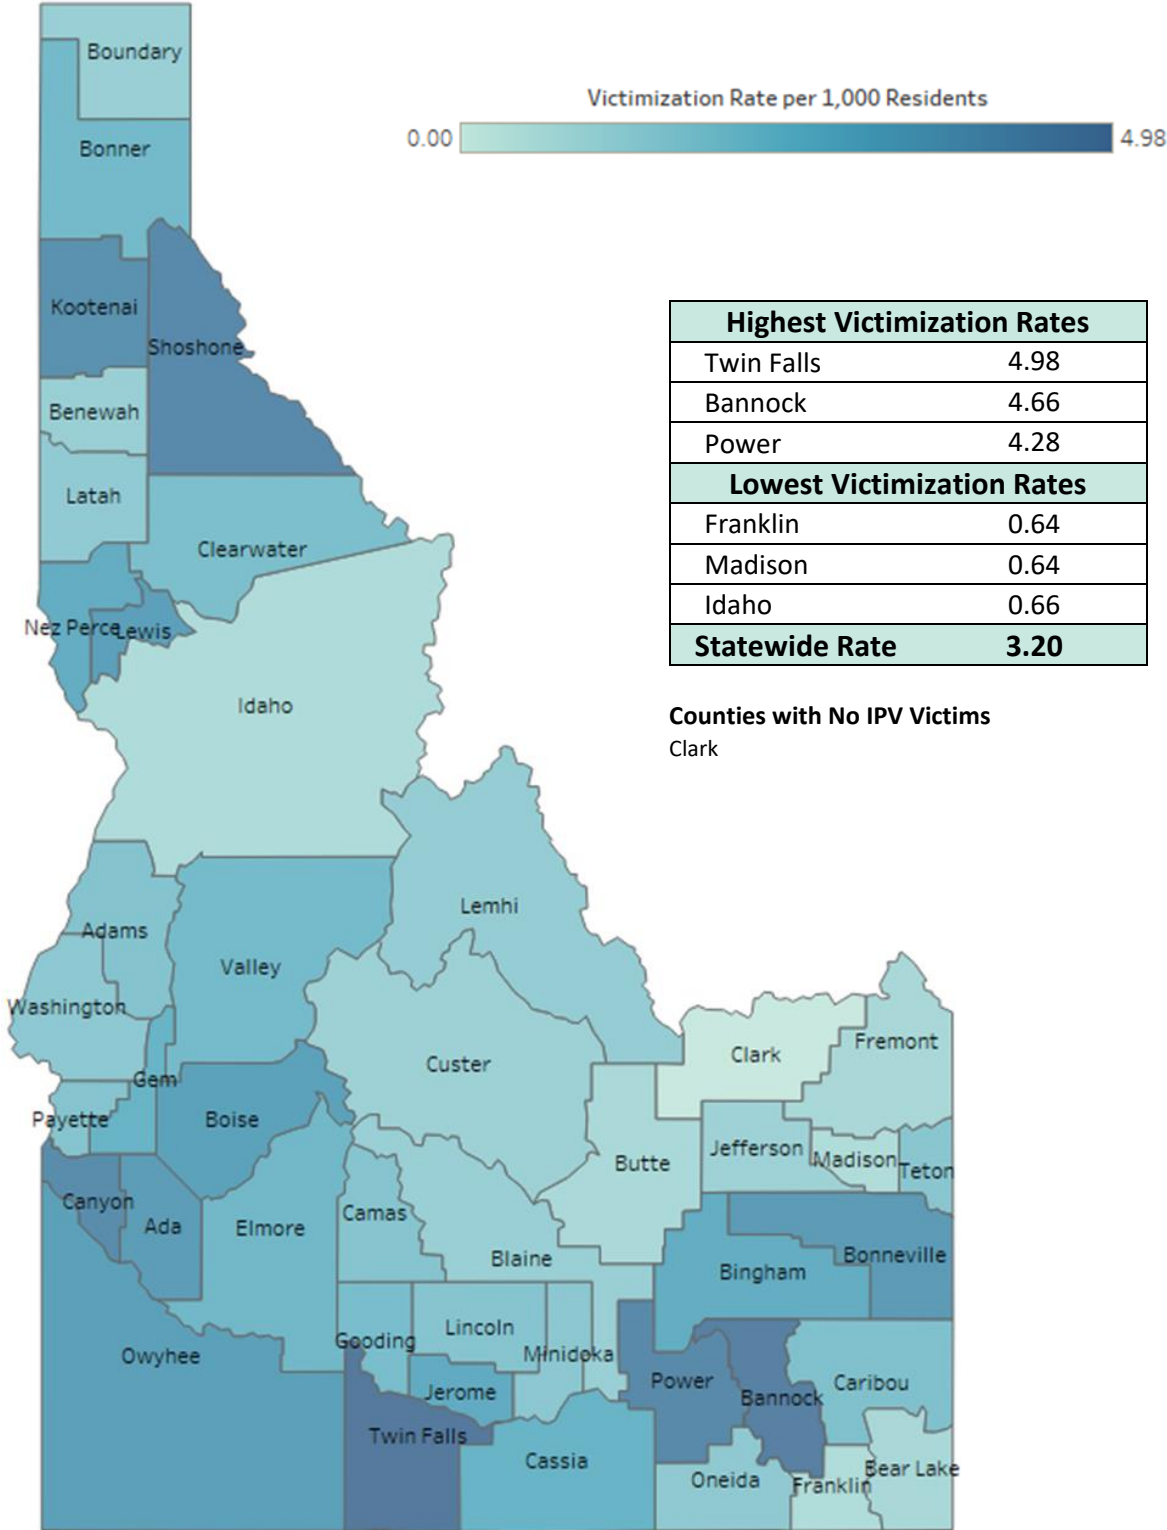 Boundary
Victimization Rate per 1,000 Residents
0.00 4.98
Bonner
Kootenai
Shoshone
Benewah
Latah
Clearwater
Nez Perce
Lewis
Idaho
Highest Victimization Rates
Twin Falls 4.98
Bannock 4.66
Power 4.28
Lowest Victimization Rates
Franklin 0.64
Madison 0.64
Idaho 0.66
Statewide Rate 3.20
Counties with No IPV Victims
Clark
Lemhi
Adams
Valley
Washington
Custer
Clark
Fremont
Gem
Payette
Boise
Butte
Jefferson
Madison
Teton
Canyon
Ada
Elmore
Camas
Blaine
Bingham
Bonneville
Owyhee
Gooding
Lincoln
Minidoka
Jerome
Power
Bannock
Caribou
Twin Falls
Cassia
Oneida
Franklin
Bear Lake